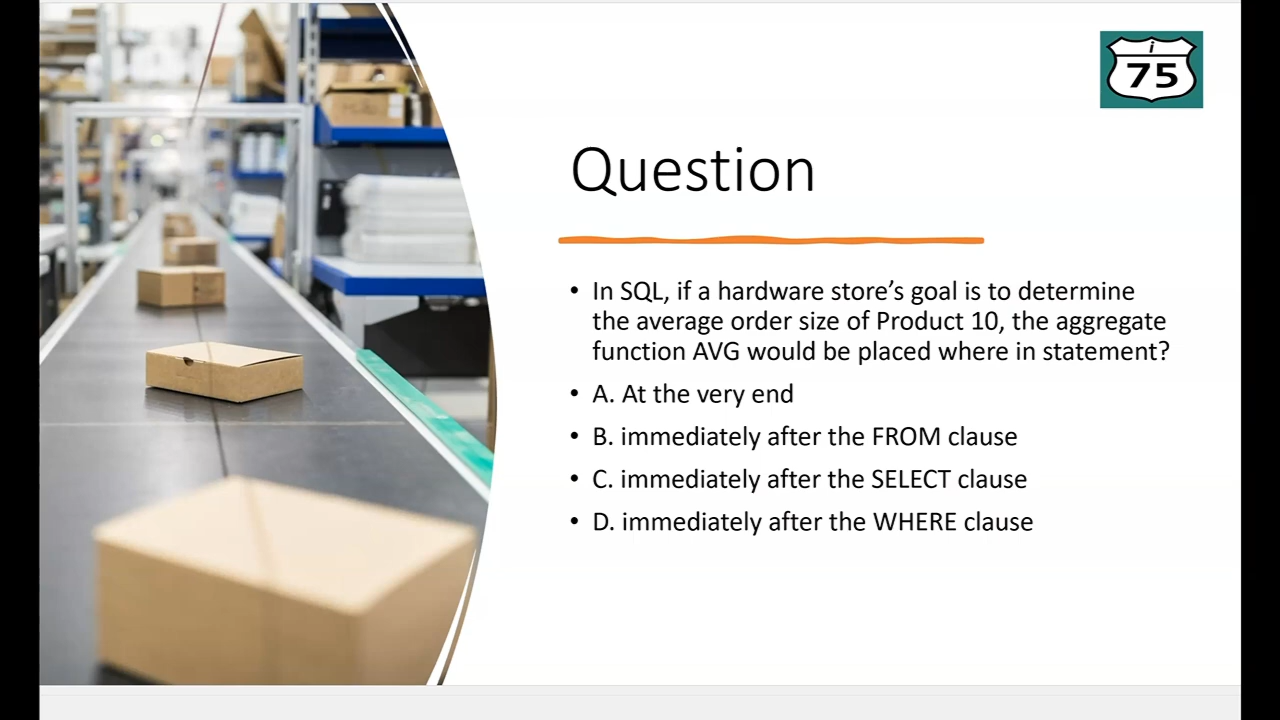 i
75
Question
• In SQL, if a hardware store’s goal is to determine
the average order size of Product 10, the aggregate
function AVG would be placed where in statement?
• A. At the very end
• B. immediately after the FROM clause
• C. immediately after the SELECT clause
• D. immediately after the WHERE clause